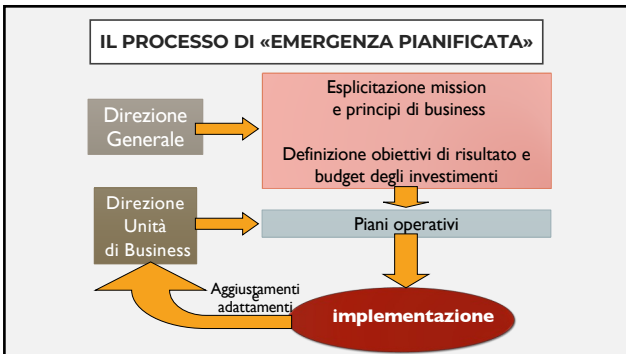 IL PROCESSO DI «EMERGENZA PIANIFICATA»
Direzione
Generale
Esplicitazione mission
e principi di business
Definizione obiettivi di risultato e
budget degli investimenti
Direzione
Unità
di Business
Piani operativi
Aggiustamenti
e
adattamenti
implementazione